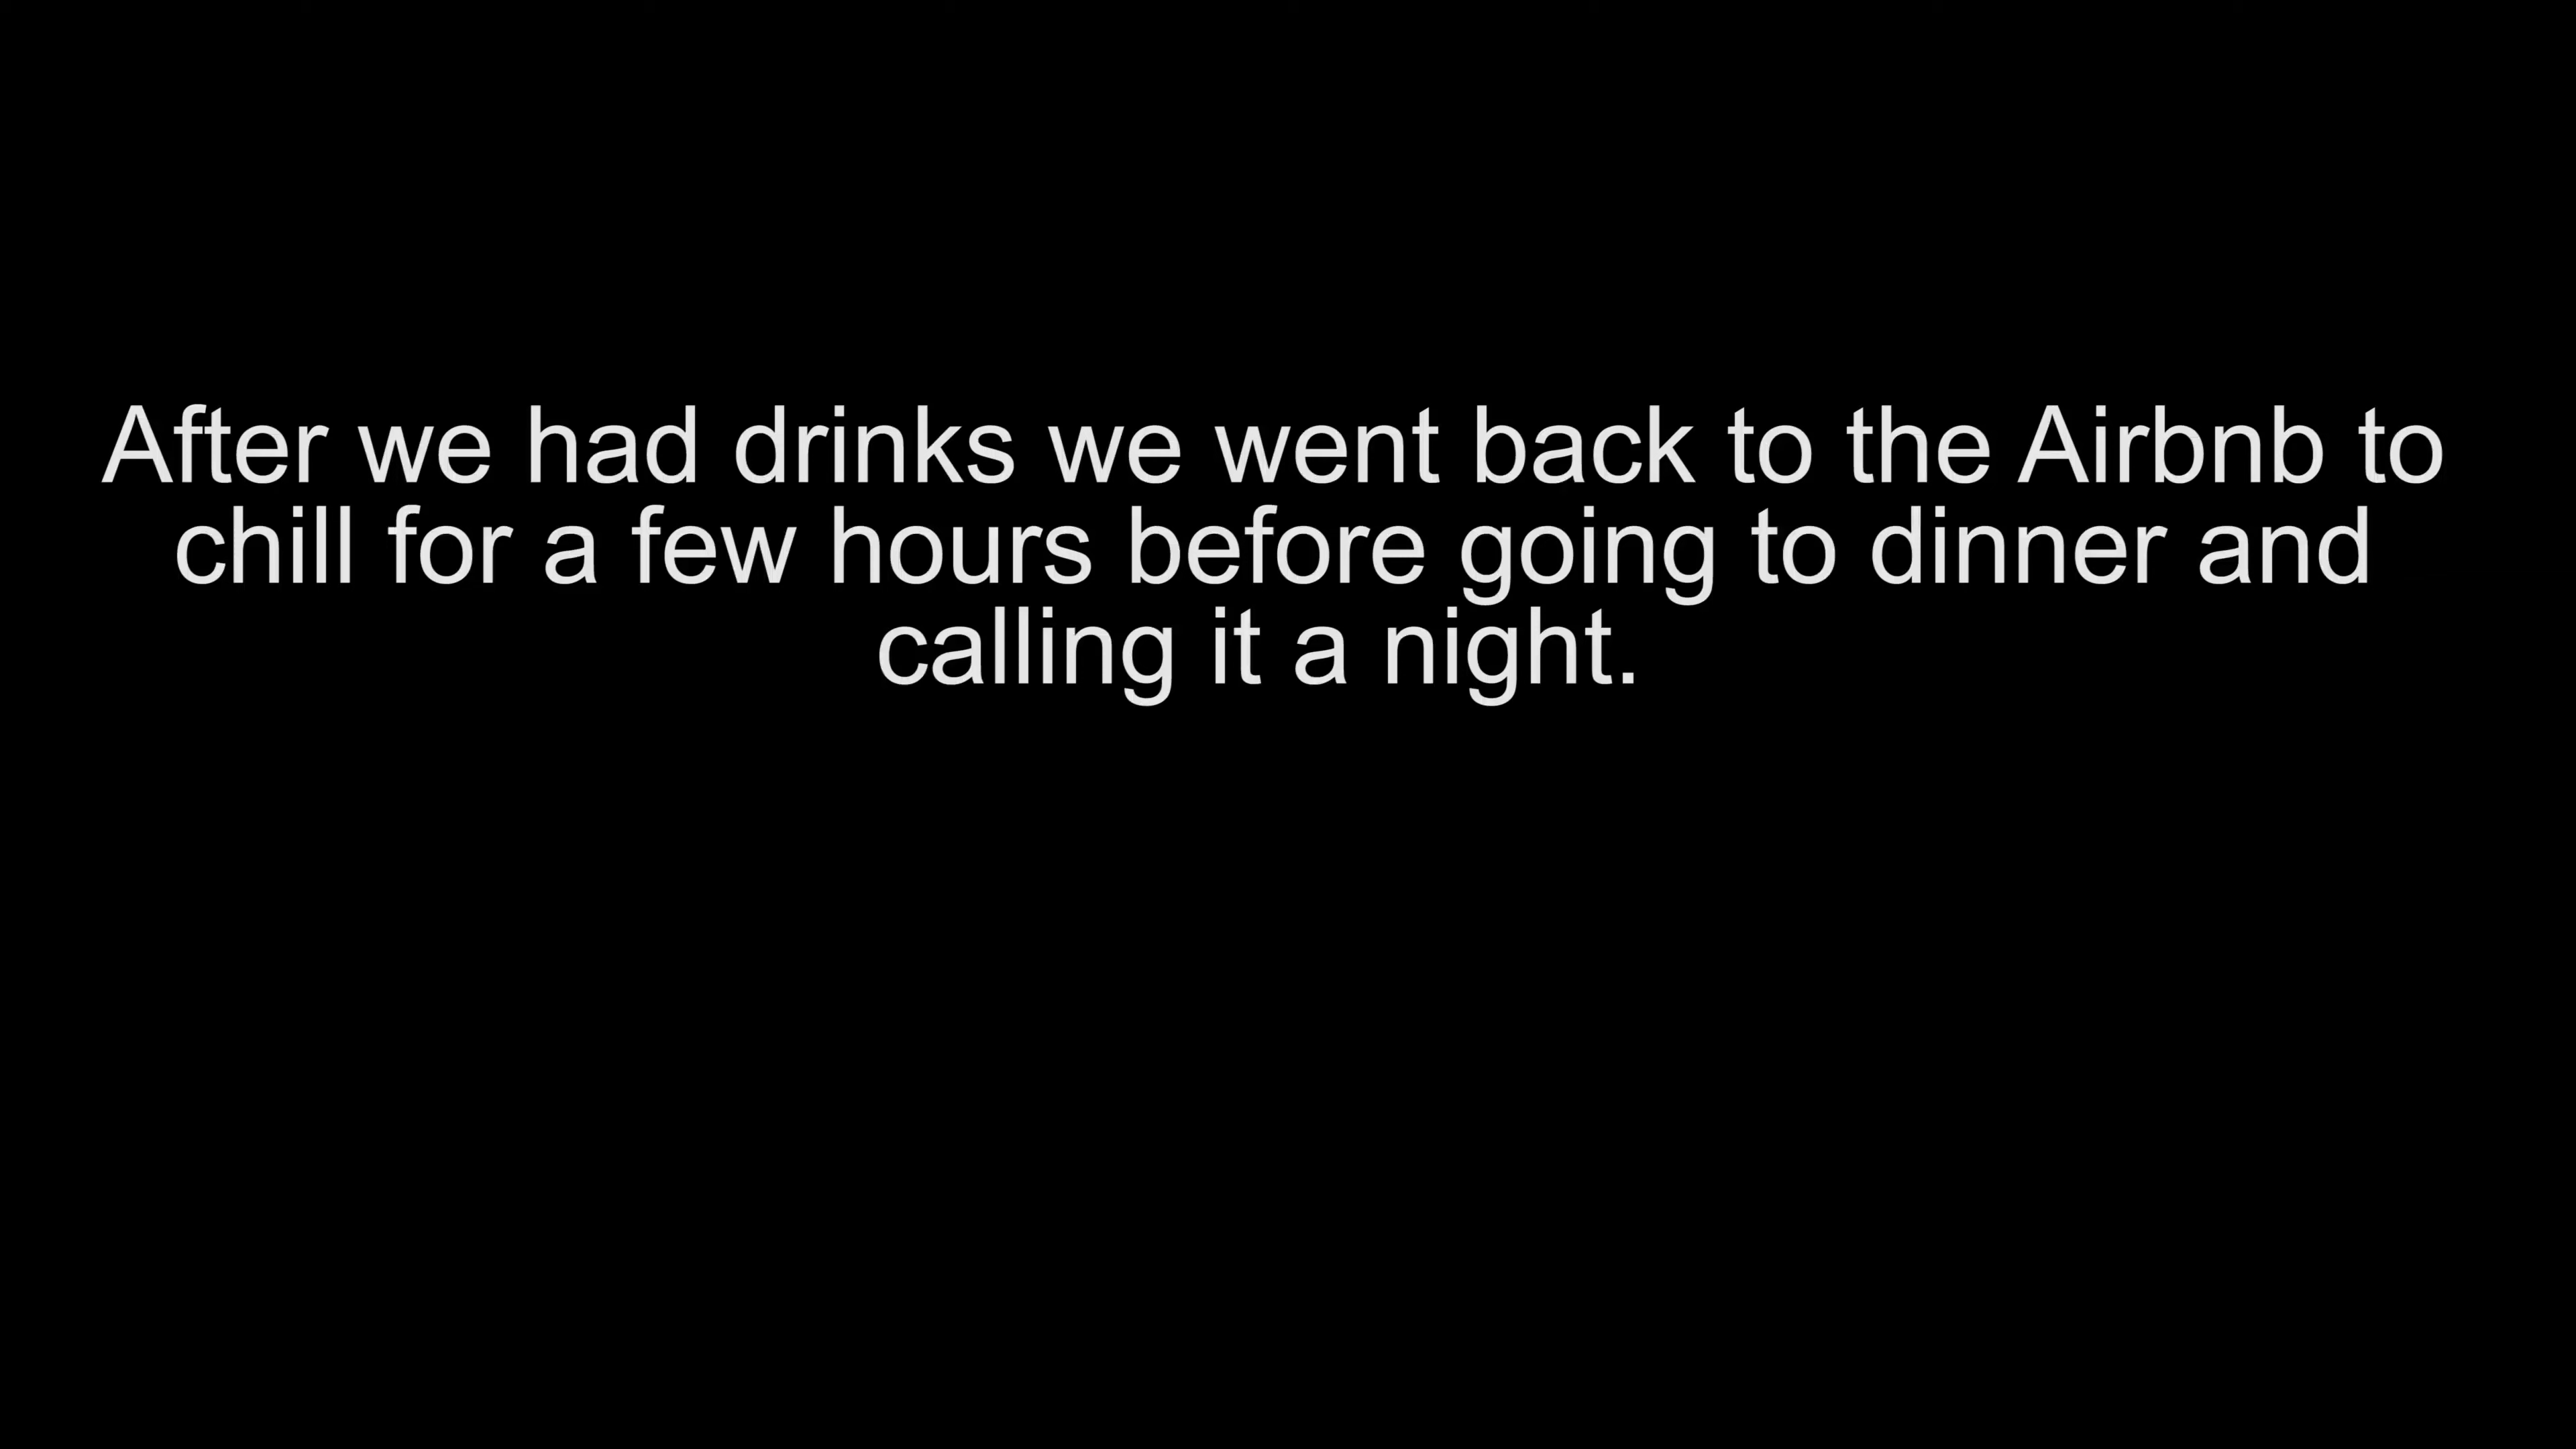 After we had drinks we went back to the Airbnb to
chill for a few hours before going to dinner and
calling it a night.